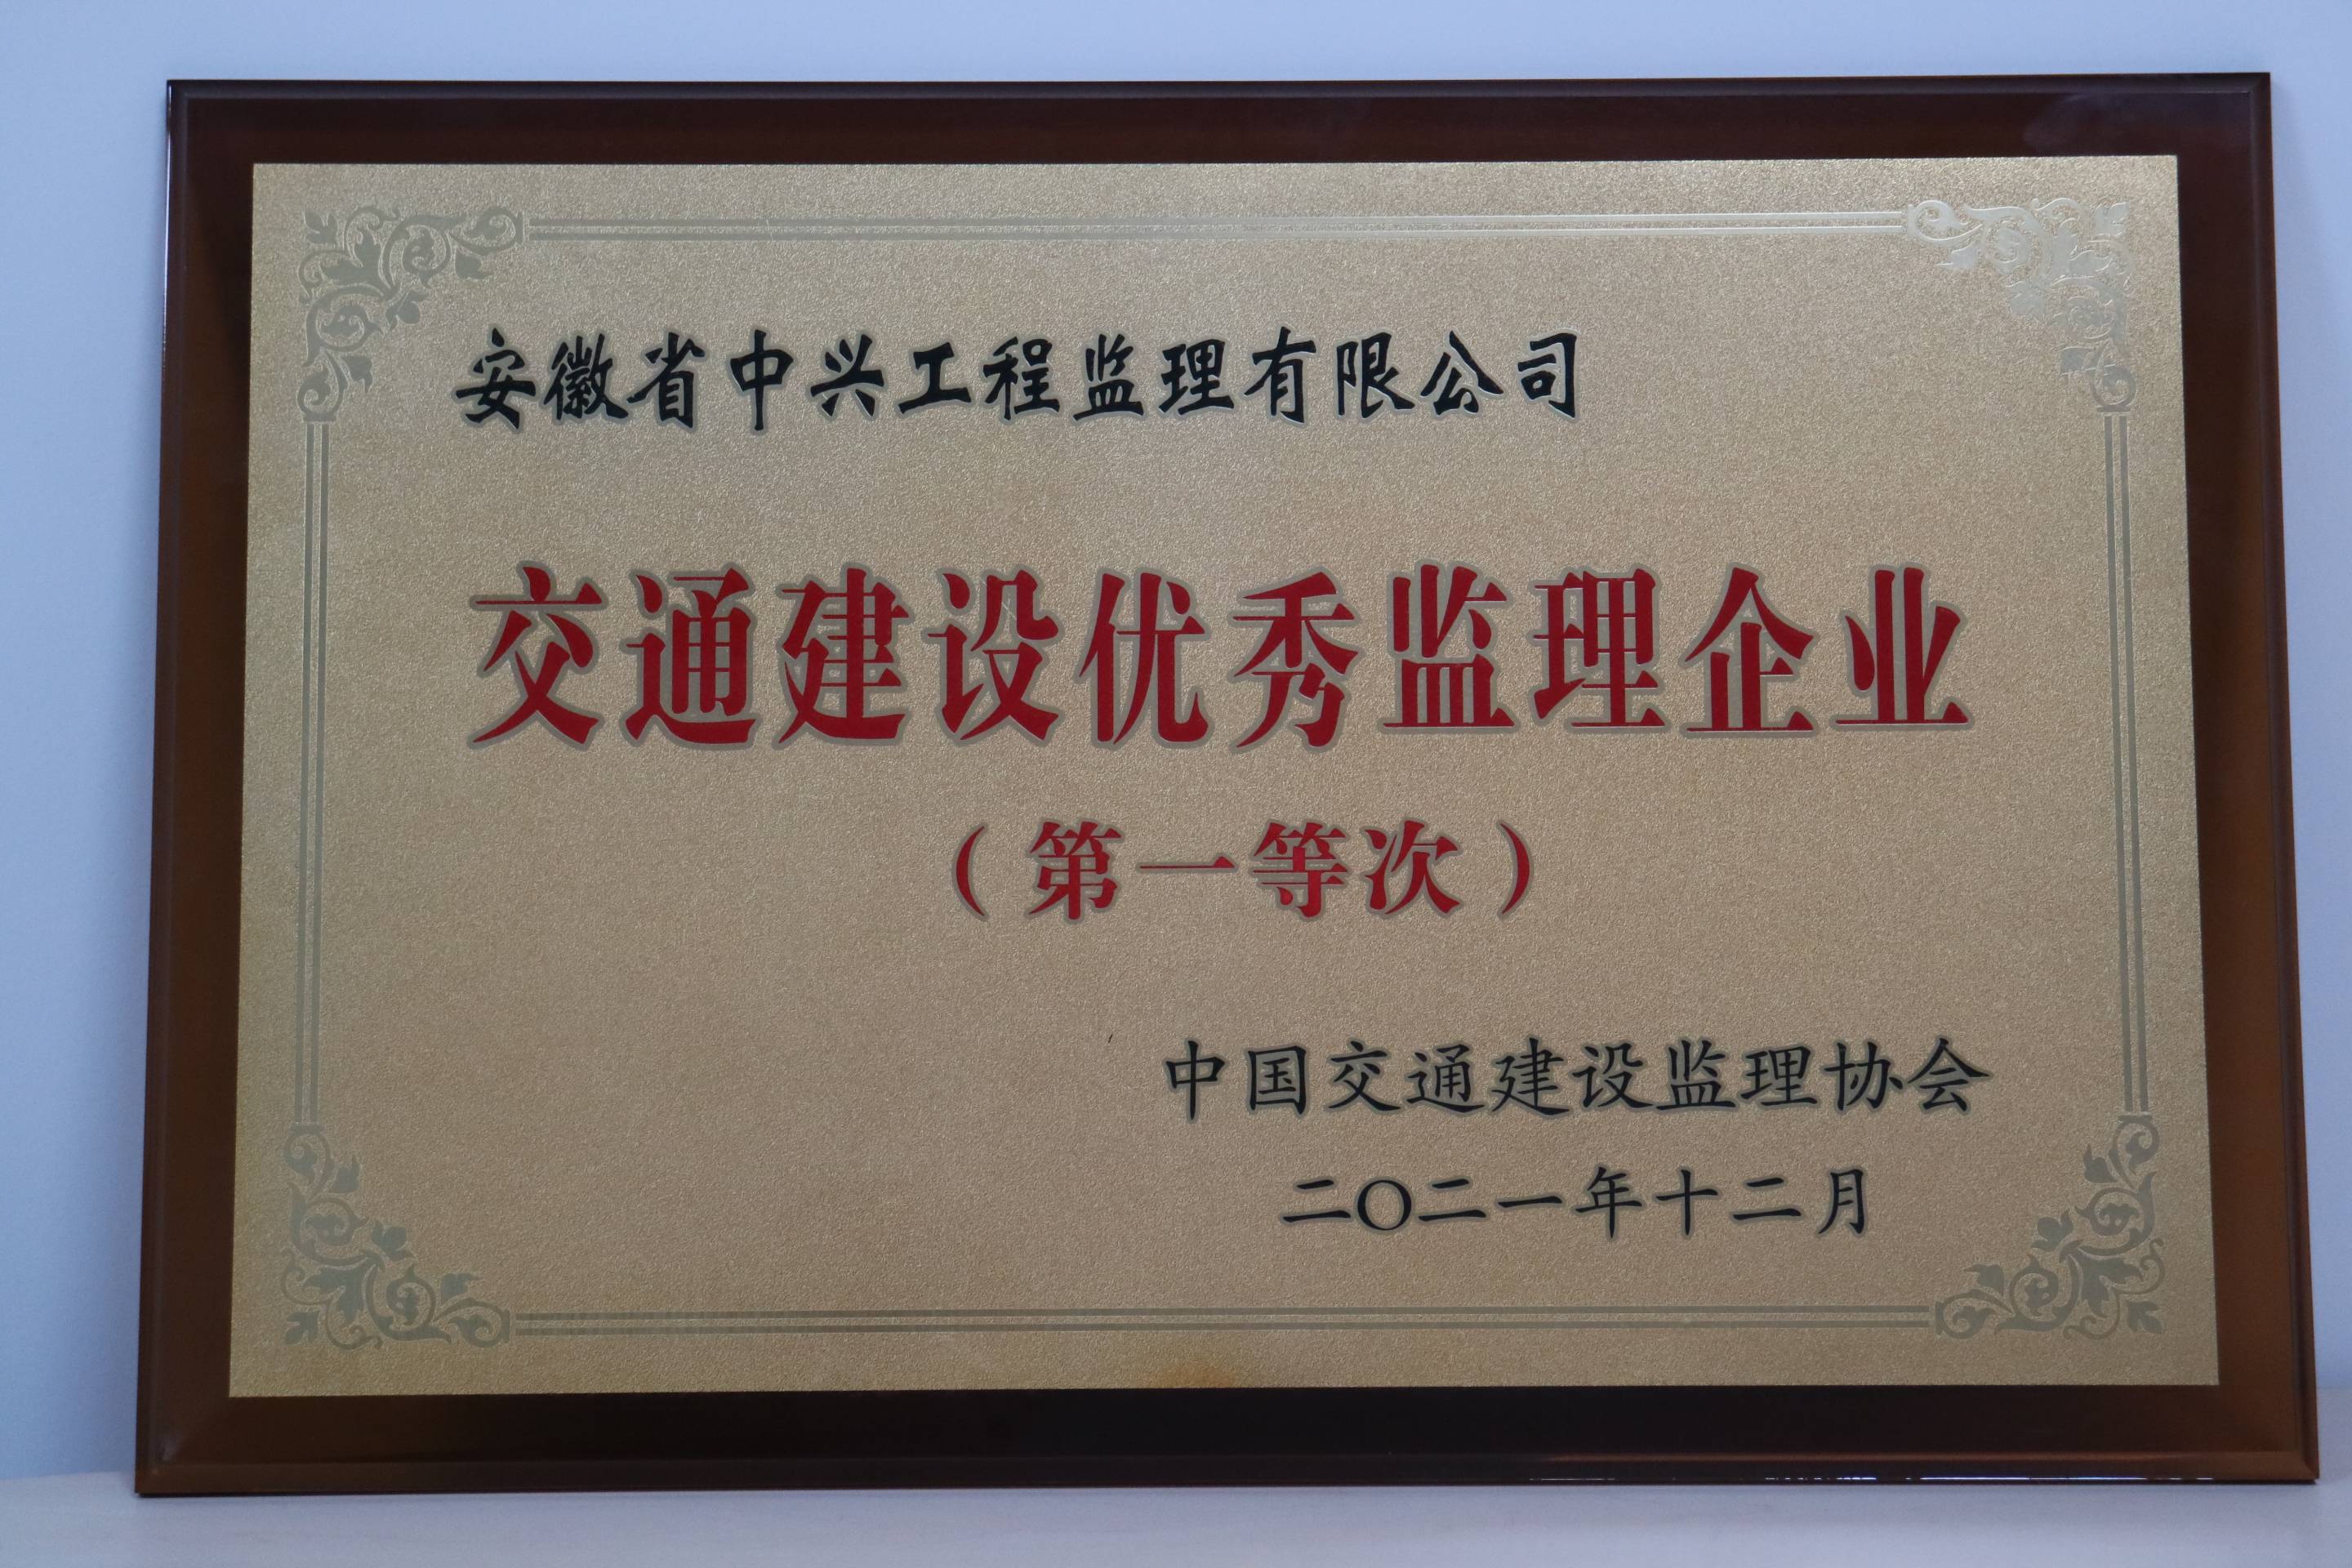 安徽省中兴工程监理有限公司
交通建设优秀监理企业
（第一等次）
中国交通建设监理协会
二〇二一年十二月